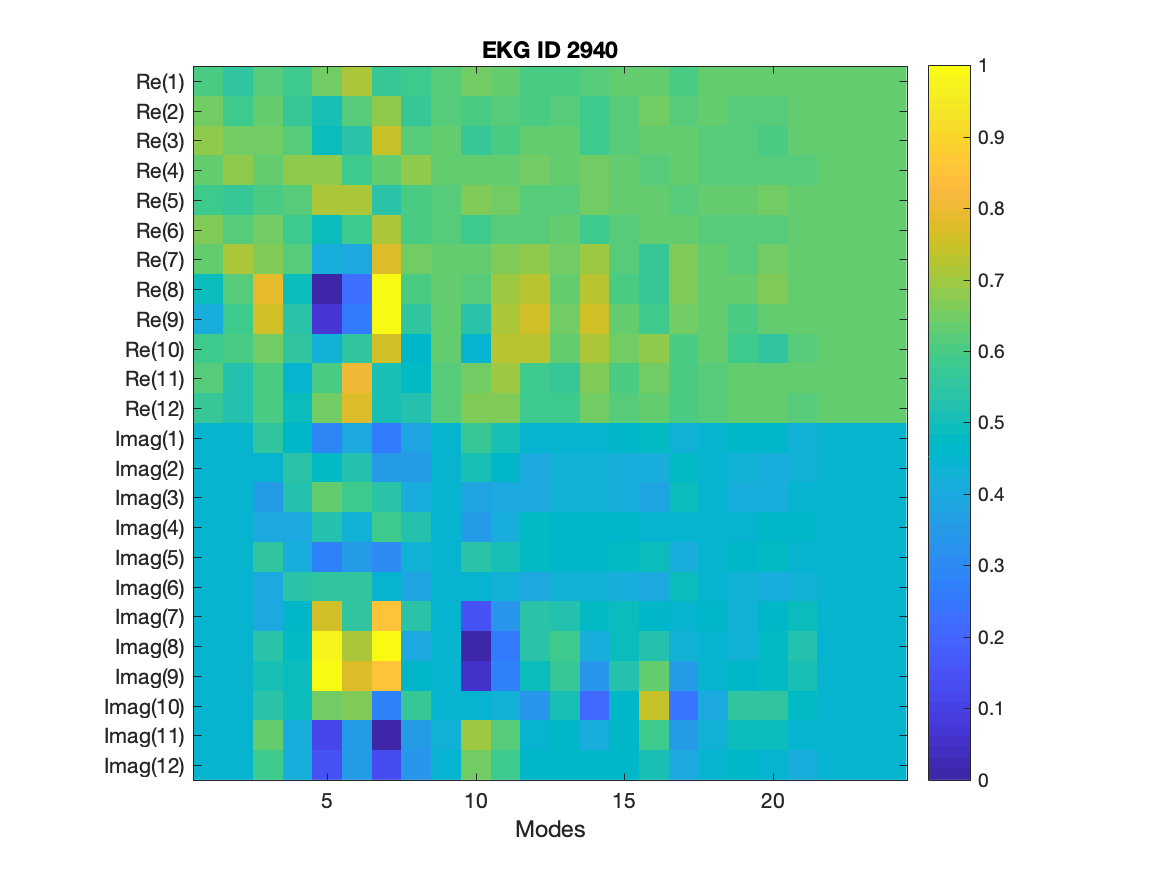 EKG ID 2940
Re(1)
Re(2)
Re(3)
Re(4)
Re(5)
Re(6)
Re(7)
Re(8)
Re(9)
Re(10)
Re(11)
Re(12)
Imag(1)
Imag(2)
Imag(3)
Imag(4)
Imag(5)
Imag(6)
Imag(7)
Imag(8)
Imag(9)
Imag(10)
Imag(11)
Imag(12)
5 10 15 20
Modes
1
0.9
0.8
0.7
0.6
0.5
0.4
0.3
0.2
0.1
0